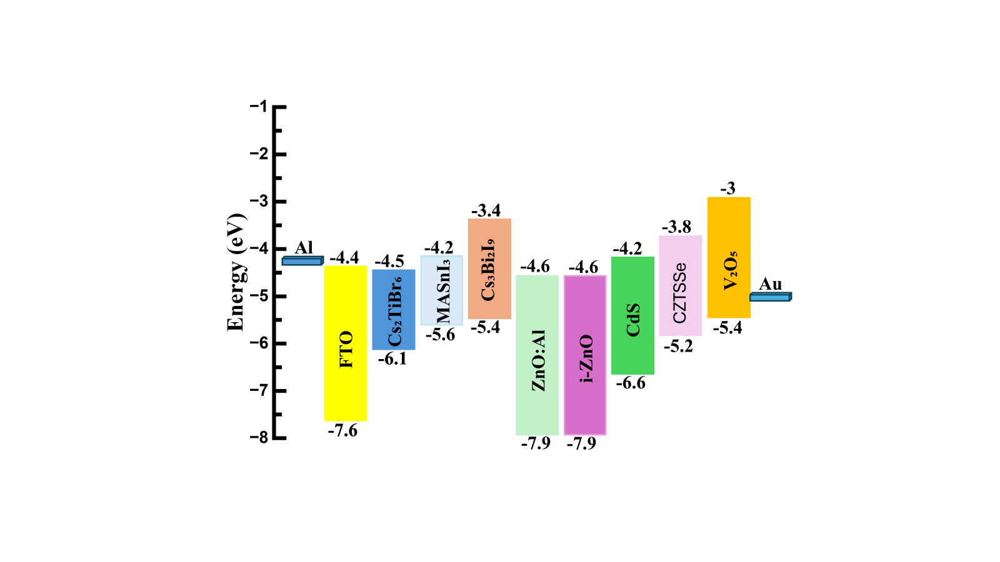 Energy (eV)
−1
−2
−3
−4
−5
−6
−7
−8
Al
-4.4
FTO
-7.6
-4.5
Cs₂TiBr₆
-6.1
-4.2
MASnI₃
-5.6
-3.4
Cs₃Bi₂I₉
-5.4
-4.6
ZnO:Al
-7.9
-4.6
i-ZnO
-7.9
-4.2
CdS
-6.6
-3.8
CZTSSe
-5.2
-3
V₂O₅
-5.4
Au